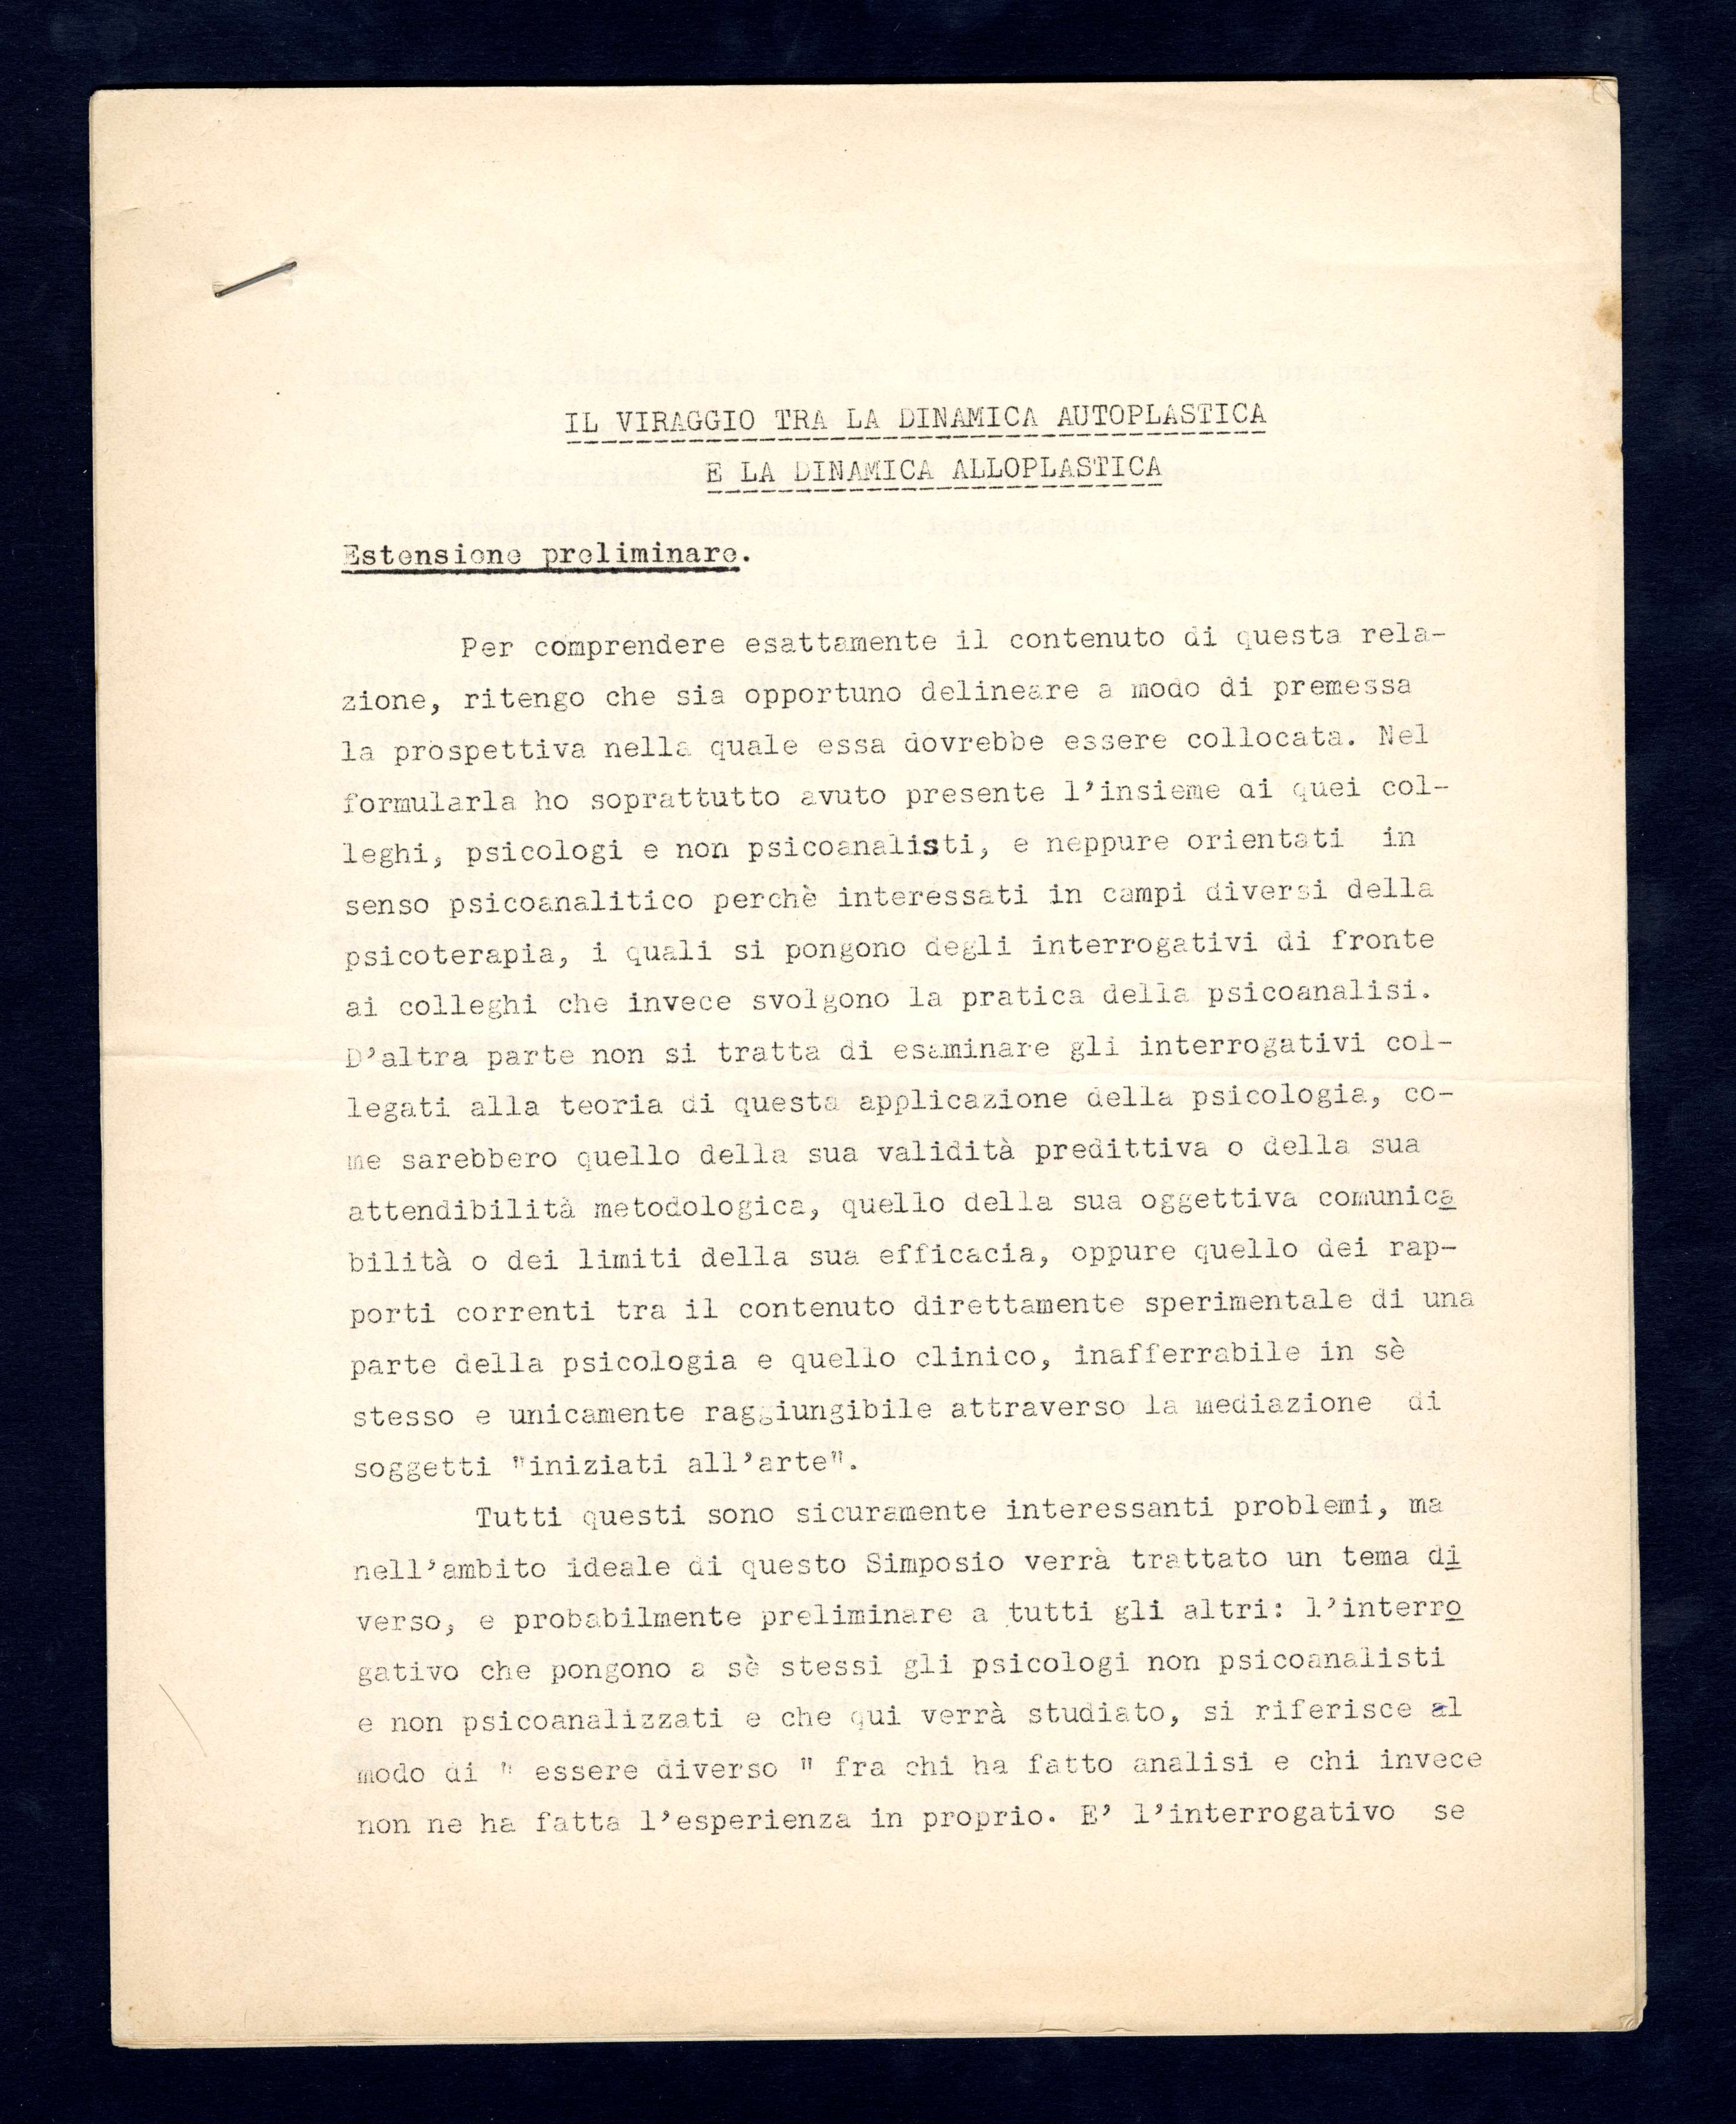 IL VIRAGGIO TRA LA DINAMICA AUTOPLASTICA
E LA DINAMICA ALLOPLASTICA
Estensione preliminare.
Per comprendere esattamente il contenuto di questa rela-
zione, ritengo che sia opportuno delineare a modo di premessa
la prospettiva nella quale essa dovrebbe essere collocata. Nel
formularla ho soprattutto avuto presente l'insieme di quei col-
leghi, psicologi e non psicoanalisti, e neppure orientati in
senso psicoanalitico perchè interessati in campi diversi della
psicoterapia, i quali si pongono degli interrogativi di fronte
ai colleghi che invece svolgono la pratica della psicoanalisi.
D'altra parte non si tratta di esaminare gli interrogativi col-
legati alla teoria di questa applicazione della psicologia, co-
me sarebbero quello della sua validità predittiva o della sua
attendibilità metodologica, quello della sua oggettiva comunica
bilità o dei limiti della sua efficacia, oppure quello dei rap-
porti correnti tra il contenuto direttamente sperimentale di una
parte della psicologia e quello clinico, inafferrabile in sè
stesso e unicamente raggiungibile attraverso la mediazione di
soggetti "iniziati all'arte".
Tutti questi sono sicuramente interessanti problemi, ma
nell'ambito ideale di questo Simposio verrà trattato un tema di
verso, e probabilmente preliminare a tutti gli altri: l'interro
gativo che pongono a sè stessi gli psicologi non psicoanalisti
e non psicoanalizzati e che qui verrà studiato, si riferisce al
modo di " essere diverso " fra chi ha fatto analisi e chi invece
non ne ha fatta l'esperienza in proprio. E' l'interrogativo se